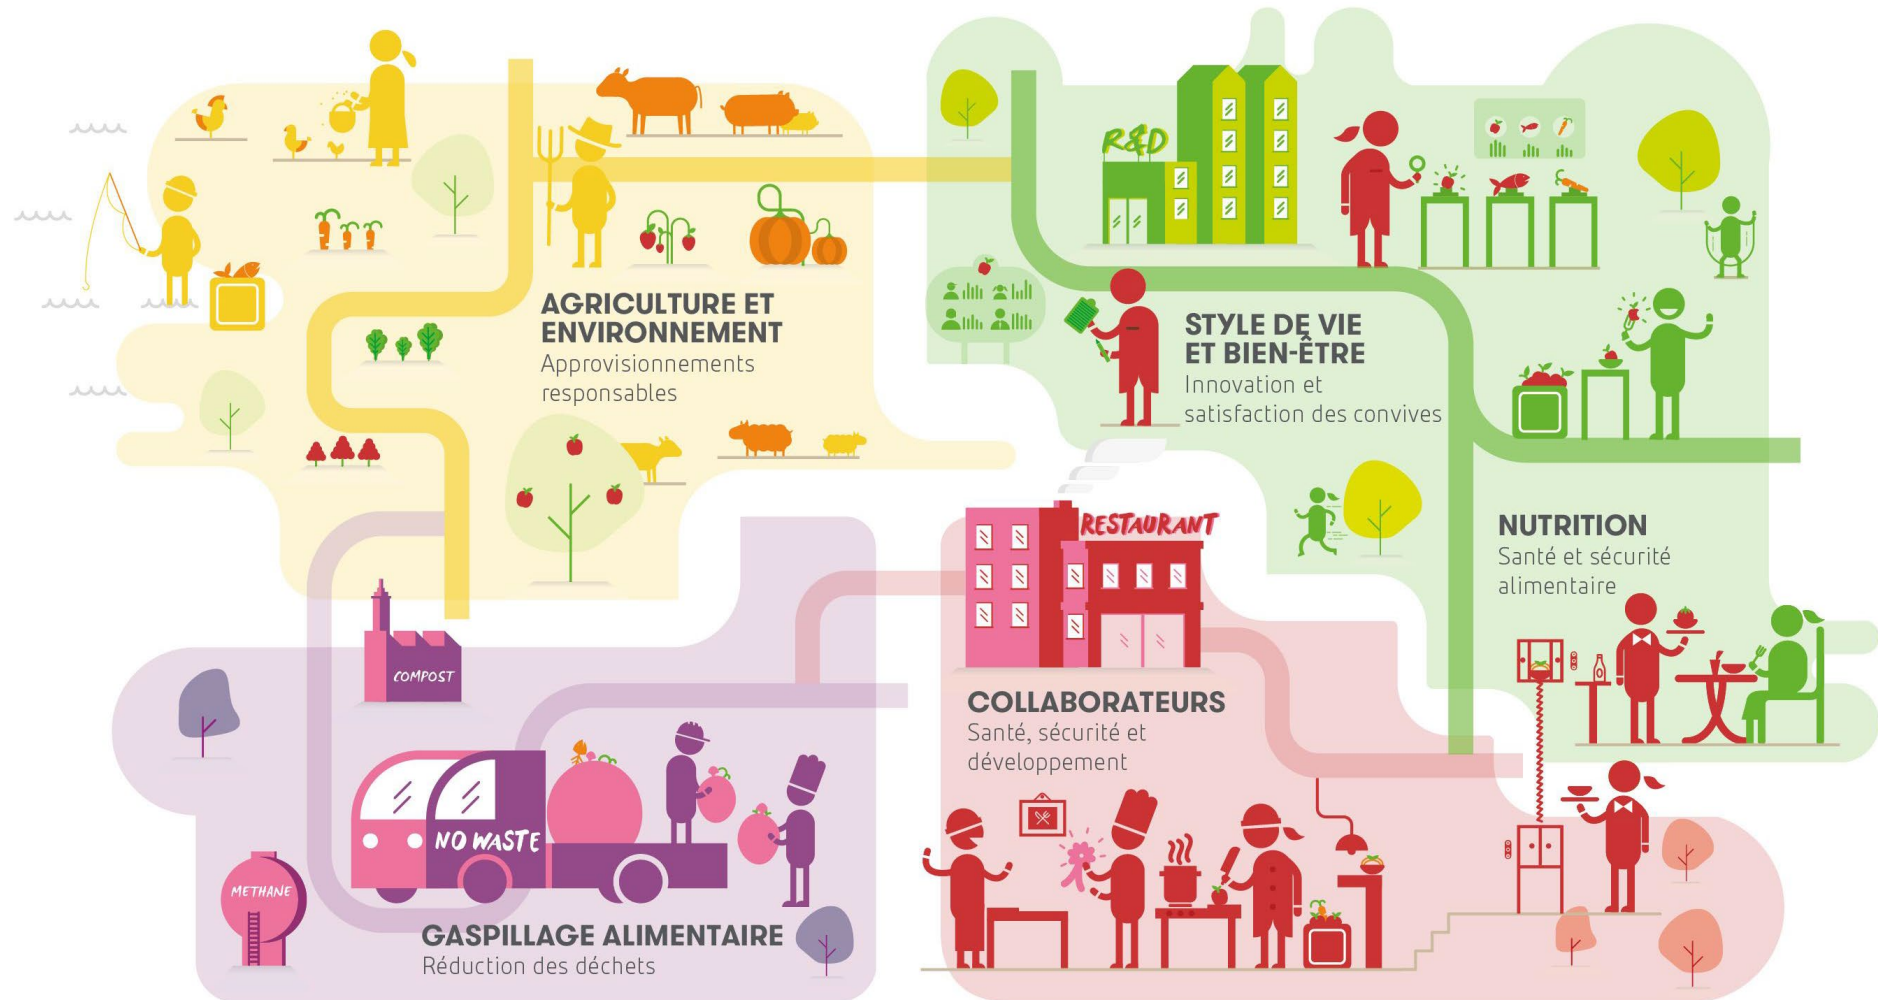 AGRICULTURE ET
ENVIRONNEMENT
Approvisionnements
responsables
R&D
STYLE DE VIE
ET BIEN-ÊTRE
Innovation et
satisfaction des convives
NUTRITION
Santé et sécurité
alimentaire
RESTAURANT
COLLABORATEURS
Santé, sécurité et
développement
COMPOST
NO WASTE
METHANE
GASPILLAGE ALIMENTAIRE
Réduction des déchets